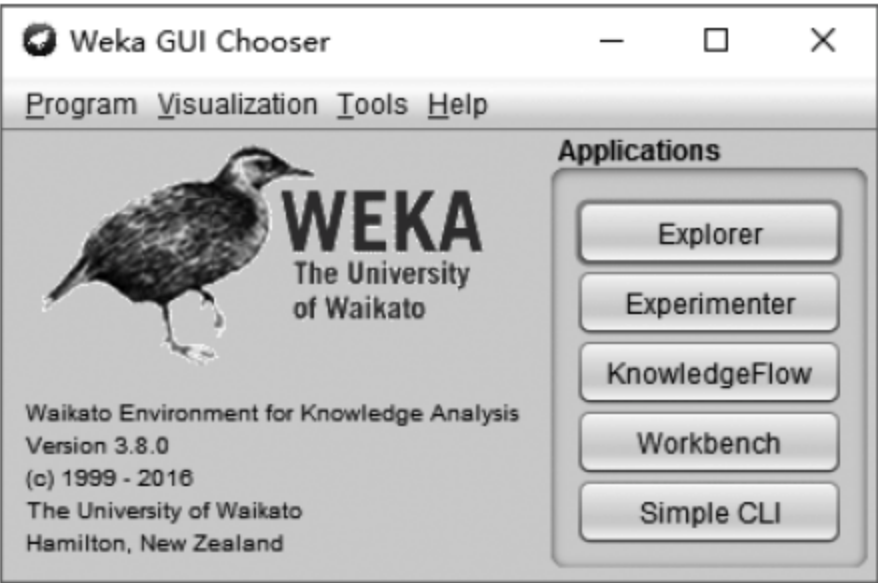 Weka GUI Chooser
Program Visualization Tools Help
WEKA
The University
of Waikato
Waikato Environment for Knowledge Analysis
Version 3.8.0
(c) 1999 - 2016
The University of Waikato
Hamilton, New Zealand
Applications
Explorer
Experimenter
KnowledgeFlow
Workbench
Simple CLI